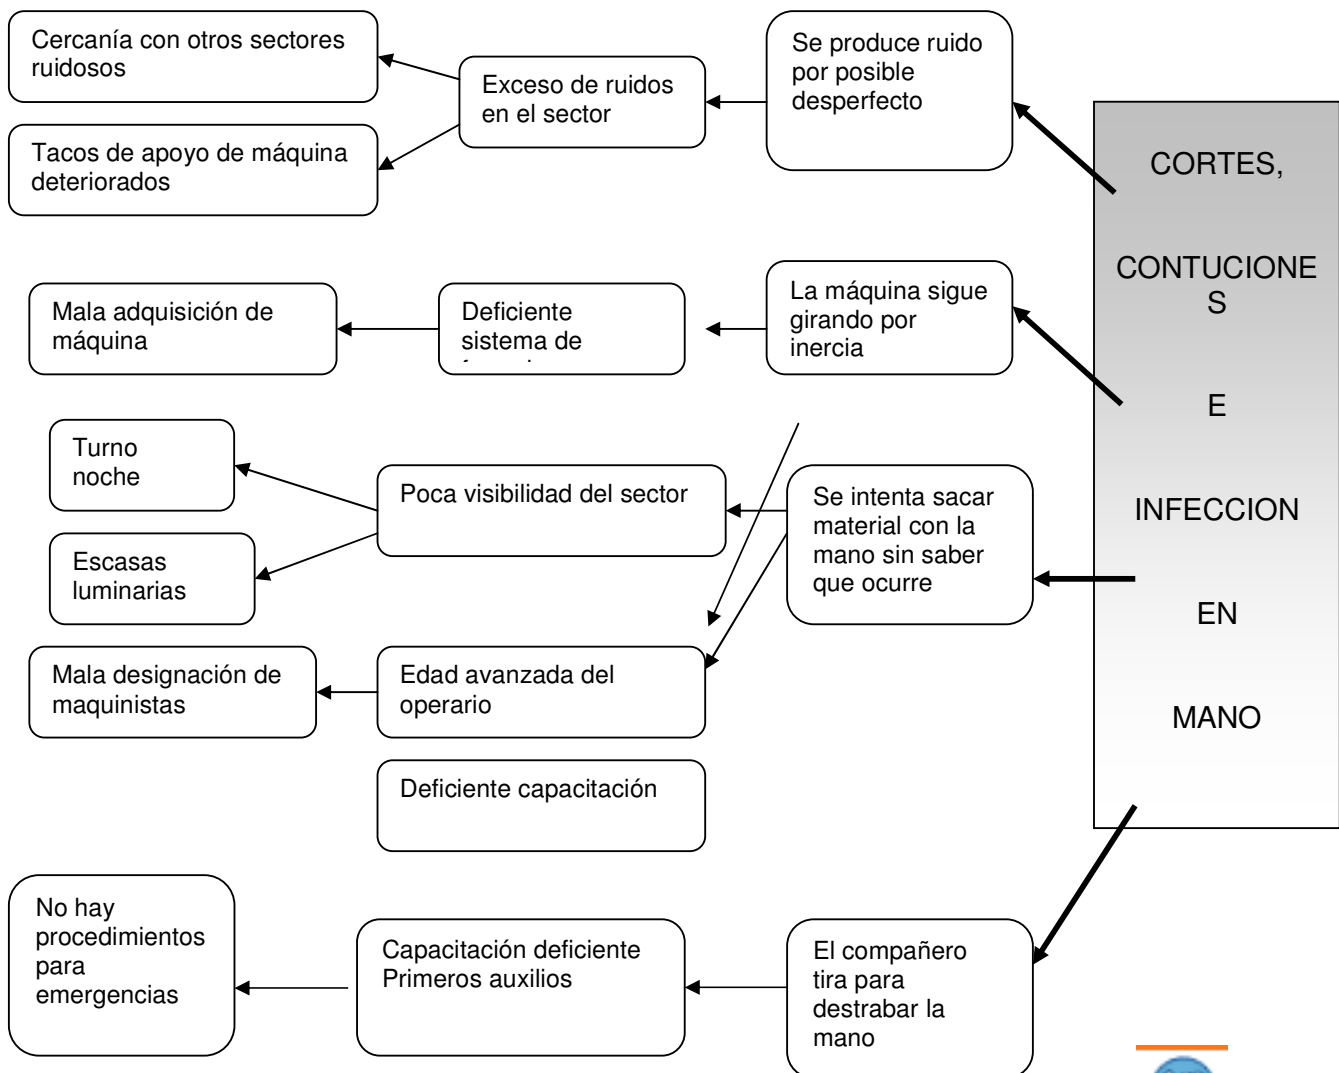 Cercanía con otros sectores
ruidosos
Exceso de ruidos
en el sector
Se produce ruido
por posible
desperfecto
Tacos de apoyo de máquina
deteriorados
Mala adquisición de
máquina
Deficiente
sistema de
La máquina sigue
girando por
inercia
Turno
noche
Poca visibilidad del sector
Se intenta sacar
material con la
mano sin saber
que ocurre
Escasas
luminarias
Mala designación de
maquinistas
Edad avanzada del
operario
Deficiente capacitación
No hay
procedimientos
para
emergencias
Capacitación deficiente
Primeros auxilios
El compañero
tira para
destrabar la
mano
CORTES,
CONTUCIONE
S
E
INFECCION
EN
MANO